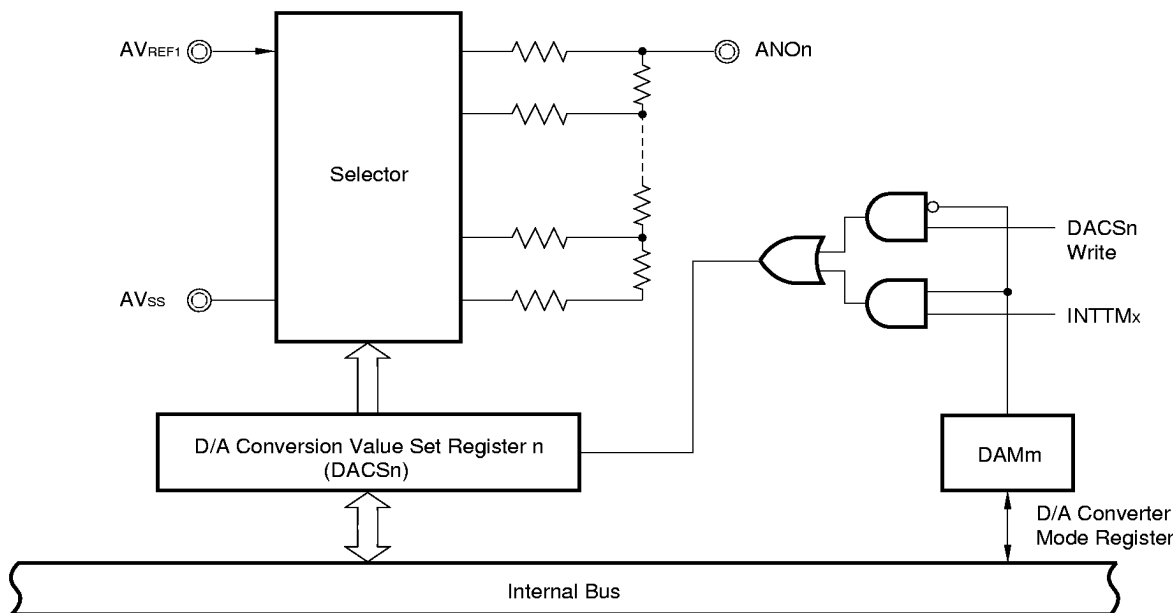 AVREF1
ANOn
Selector
DACSn
Write
AVSS
INTTMx
D/A Conversion Value Set Register n
(DACSn)
DAMm
D/A Converter
Mode Register
Internal Bus